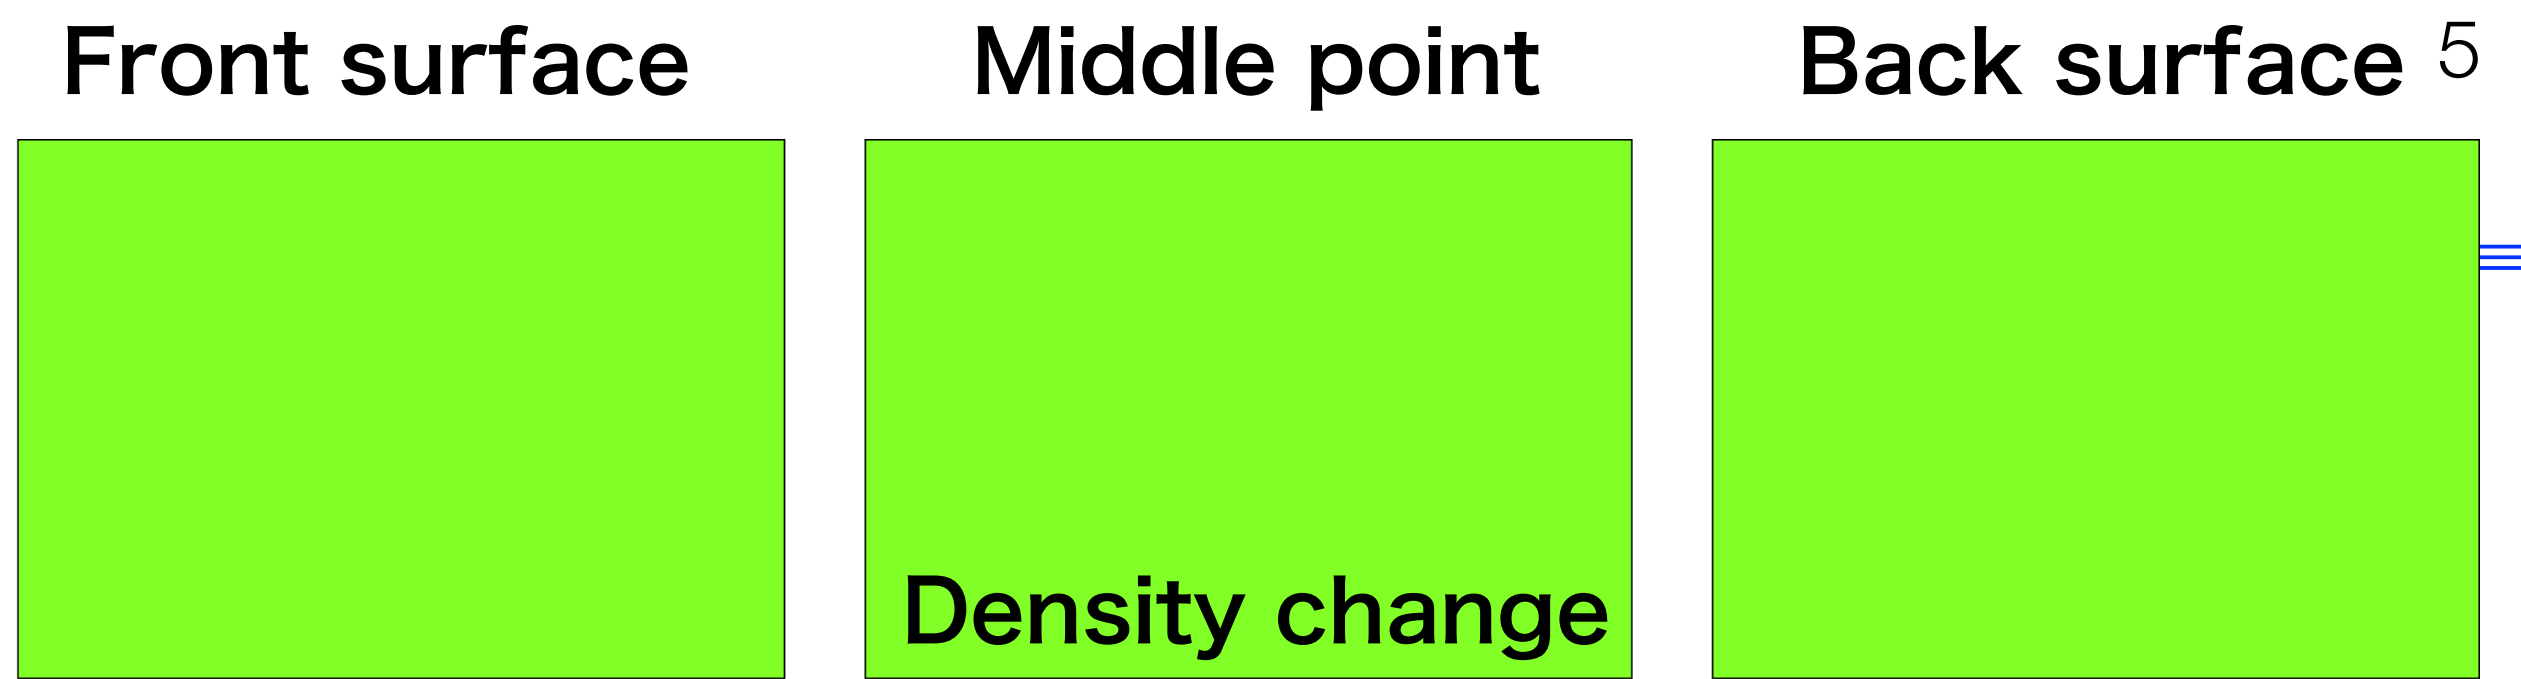 Front surface
Middle point
Back surface 5
Density change